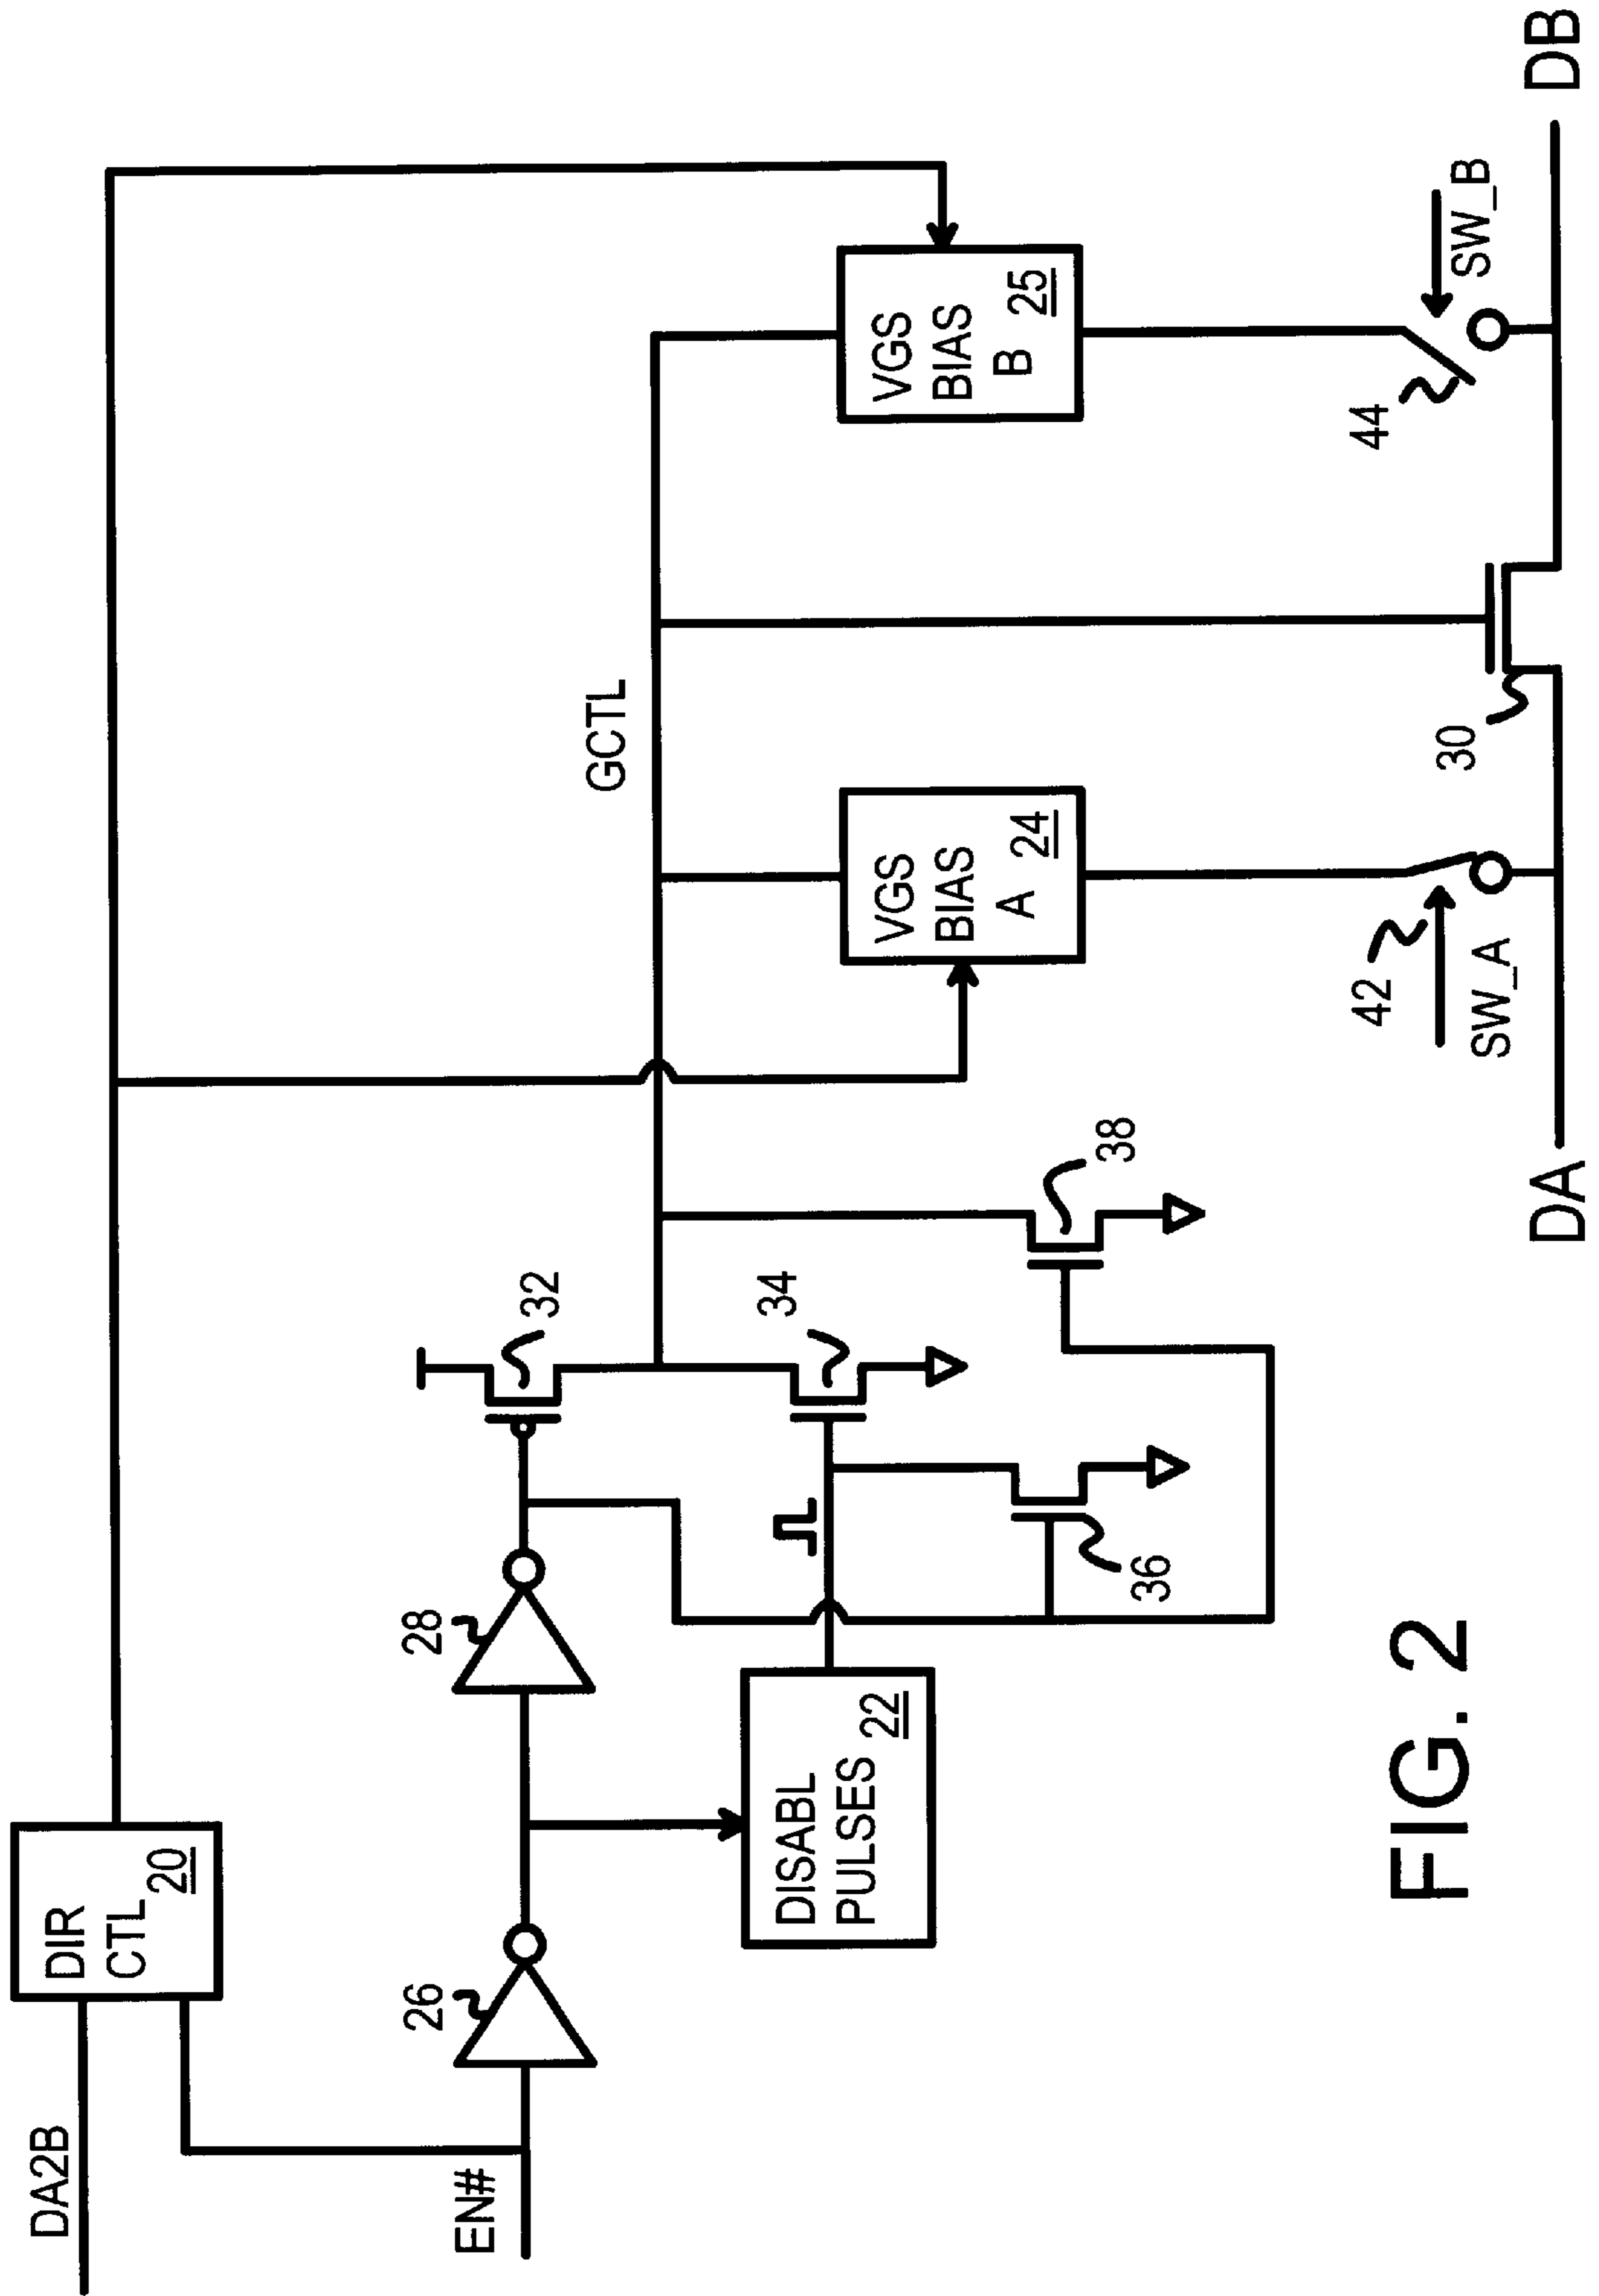 DA2B
DIR
CTL
20
EN#
26
28
32
DISABL
PULSES
22
34
36
38
GCTL
VGS
BIAS
A
24
VGS
BIAS
B
25
42
SW_A
44
SW_B
30
DA
DB
FIG. 2